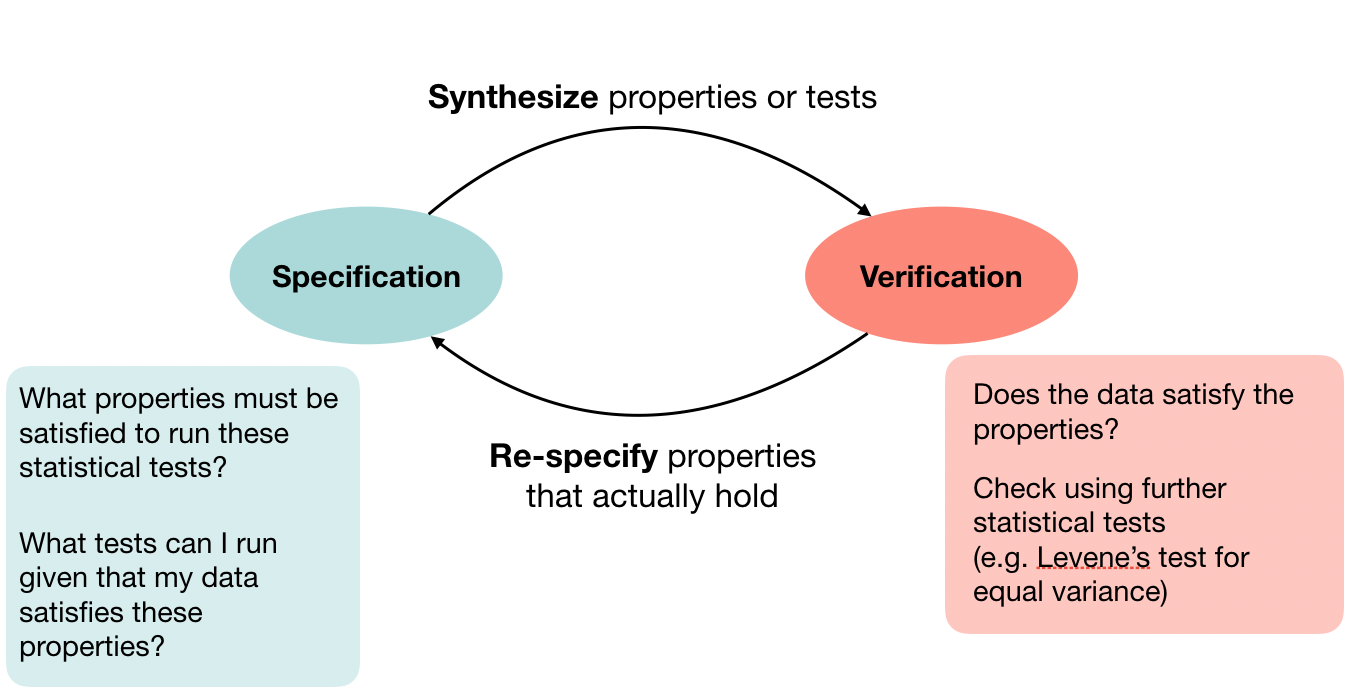 Synthesize properties or tests
Specification
Verification
Re-specify properties
that actually hold
What properties must be
satisfied to run these
statistical tests?
What tests can I run
given that my data
satisfies these
properties?
Does the data satisfy the
properties?
Check using further
statistical tests
(e.g. Levene’s test for
equal variance)